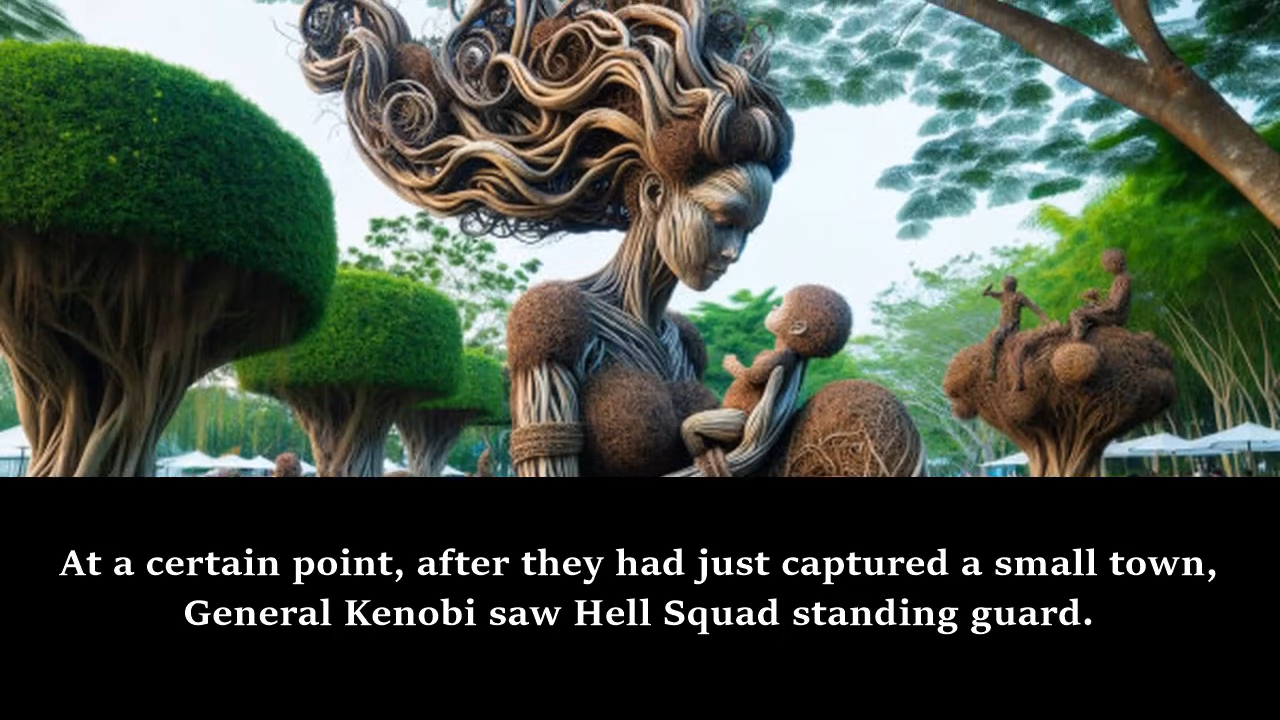 At a certain point, after they had just captured a small town,
General Kenobi saw Hell Squad standing guard.